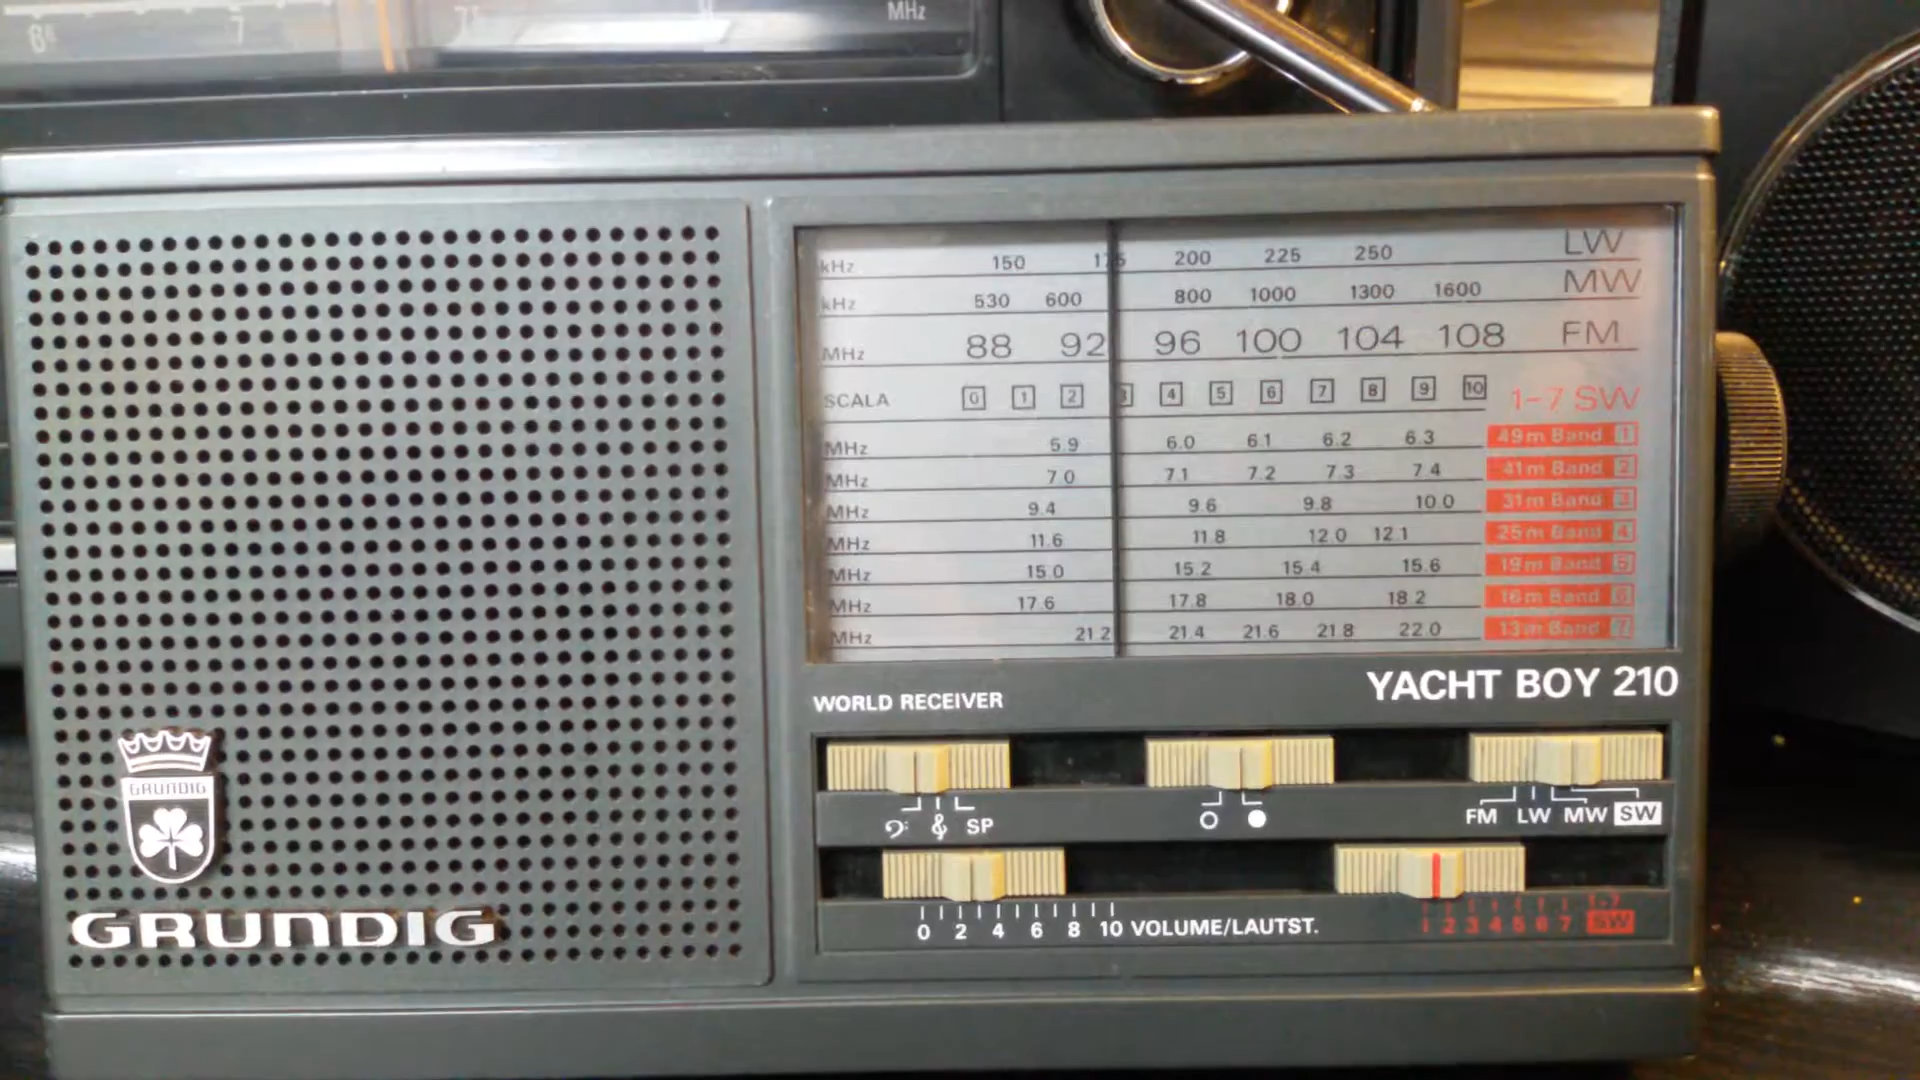 6⁴ 7 7¹ MHz
kHz 150 175 200 225 250 LW
kHz 530 600 800 1000 1300 1600 MW
MHz 88 92 96 100 104 108 FM
SCALA 0 1 2 3 4 5 6 7 8 9 10 1-7 SW
MHz 5.9 6.0 6.1 6.2 6.3 49m Band 1
MHz 7.0 7.1 7.2 7.3 7.4 41m Band 2
MHz 9.4 9.6 9.8 10.0 31m Band 3
MHz 11.6 11.8 12.0 12.1 25m Band 4
MHz 15.0 15.2 15.4 15.6 19m Band 5
MHz 17.6 17.8 18.0 18.2 16m Band 6
MHz 21.2 21.4 21.6 21.8 22.0 13m Band 7
WORLD RECEIVER
YACHT BOY 210
SP
FM LW MW SW
0 2 4 6 8 10 VOLUME/LAUTST.
1-7
1 2 3 4 5 6 7 SW
GRUNDIG
GRUNDIG